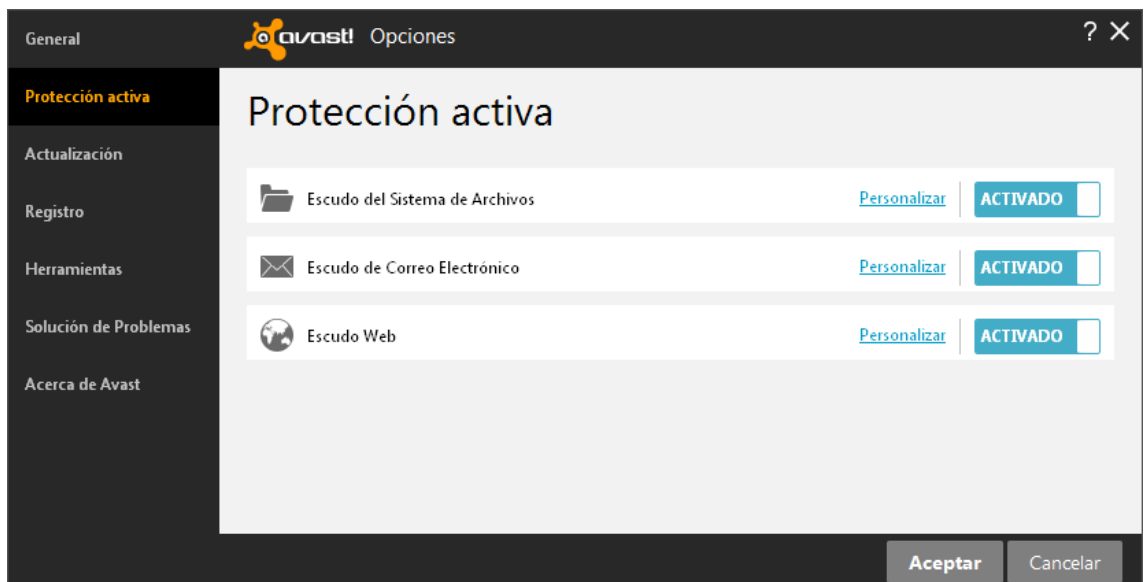 General
Protección activa
Actualización
Registro
Herramientas
Solución de Problemas
Acerca de Avast
avast! Opciones
? X
Protección activa
Escudo del Sistema de Archivos Personalizar ACTIVADO
Escudo de Correo Electrónico Personalizar ACTIVADO
Escudo Web Personalizar ACTIVADO
Aceptar Cancelar